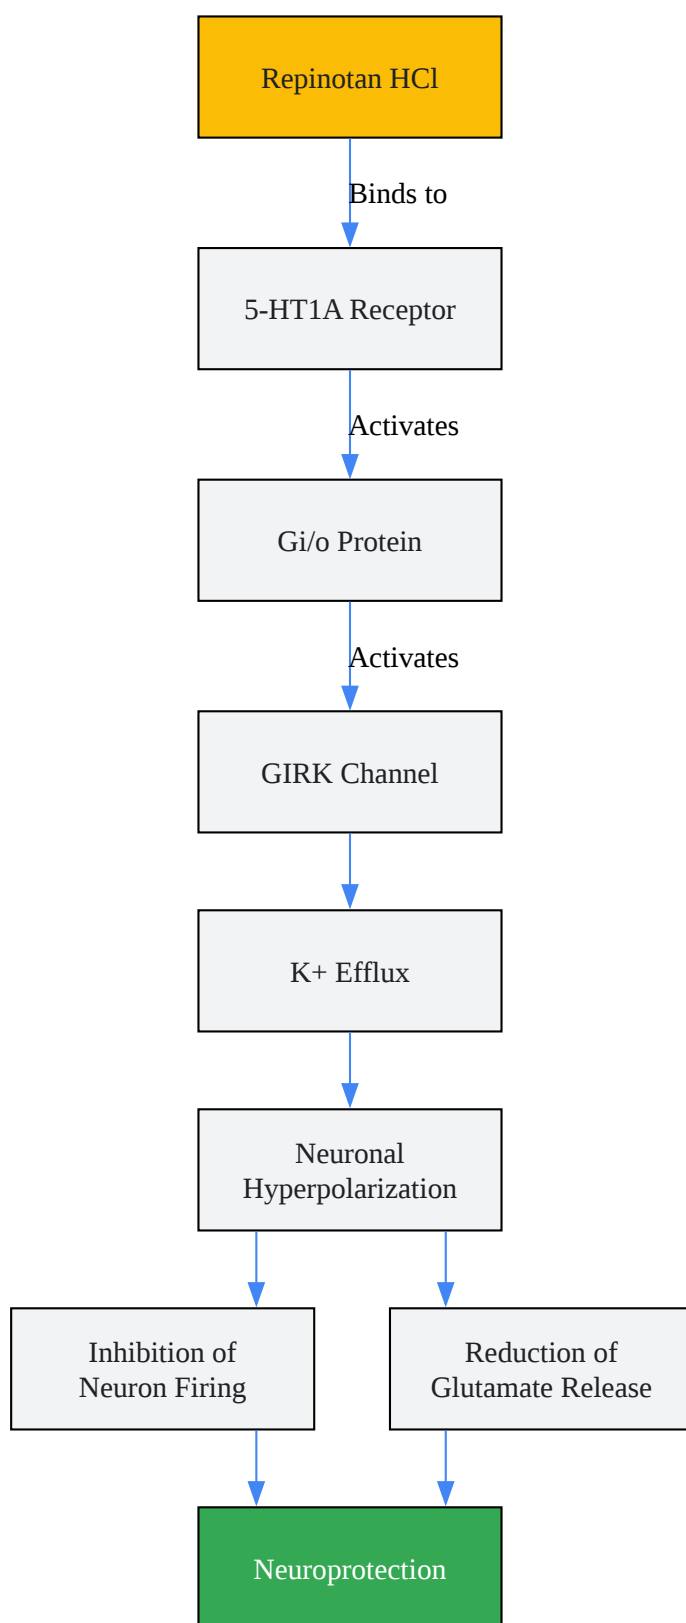 Repinotan HCl
Binds to
5-HT1A Receptor
Activates
Gi/o Protein
Activates
GIRK Channel
K+ Efflux
Neuronal
Hyperpolarization
Inhibition of
Neuron Firing
Reduction of
Glutamate Release
Neuroprotection